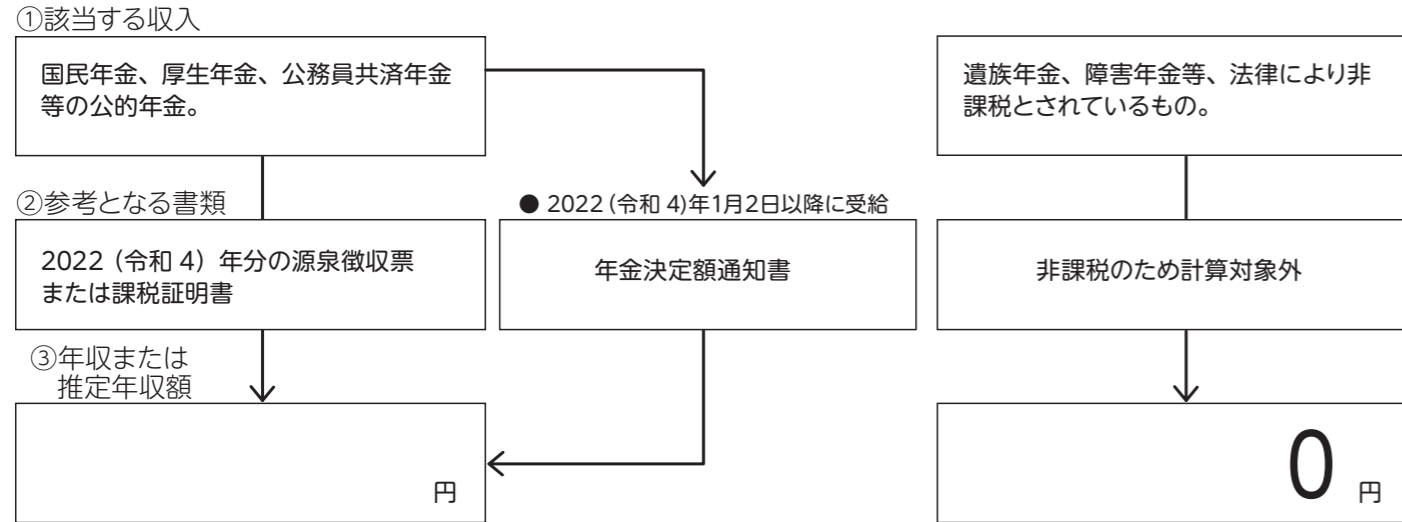 ①該当する収入
国民年金、厚生年金、公務員共済年金
等の公的年金。
遺族年金、障害年金等、法律により非
課税とされているもの。
②参考となる書類
● 2022(令和 4)年1月2日以降に受給
2022(令和 4)年分の源泉徴収票
または課税証明書
年金決定額通知書
非課税のため計算対象外
③年収または
推定年収額
円
0 円